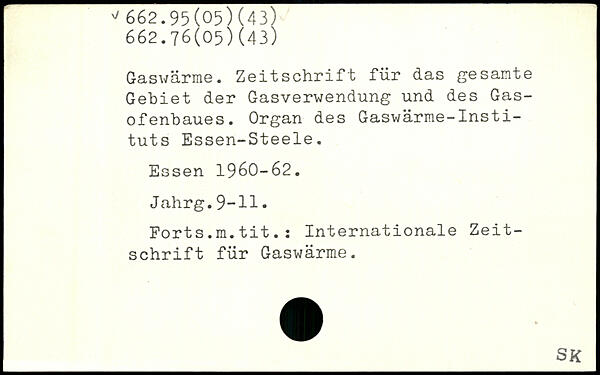 √ 662.95(05)(43) √
662.76(05)(43)
Gaswärme. Zeitschrift für das gesamte
Gebiet der Gasverwendung und des Gas-
ofenbaues. Organ des Gaswärme-Insti-
tuts Essen-Steele.
Essen 1960-62.
Jahrg.9-11.
Forts.m.tit.: Internationale Zeit-
schrift für Gaswärme.
SK